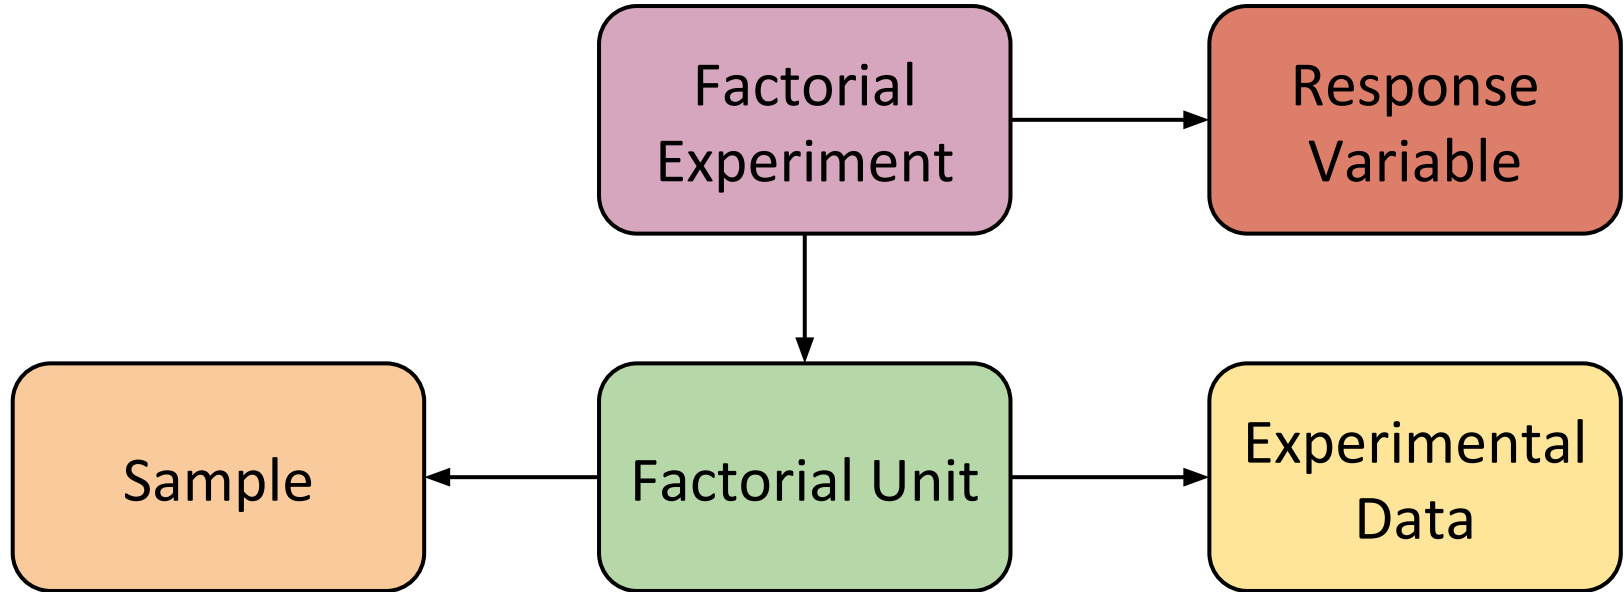 Factorial
Experiment
Response
Variable
Sample
Factorial Unit
Experimental
Data